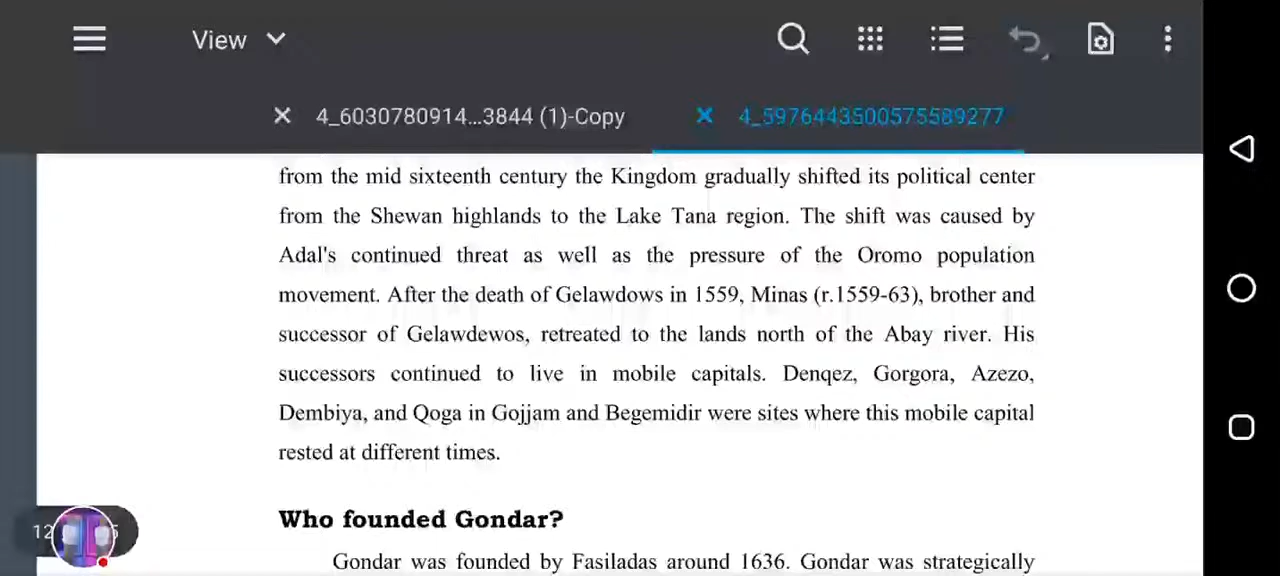 View
4_6030780914...3844 (1)-Copy
4_5976443500575589277
from the mid sixteenth century the Kingdom gradually shifted its political center
from the Shewan highlands to the Lake Tana region. The shift was caused by
Adal's continued threat as well as the pressure of the Oromo population
movement. After the death of Gelawdows in 1559, Minas (r.1559-63), brother and
successor of Gelawdewos, retreated to the lands north of the Abay river. His
successors continued to live in mobile capitals. Denqez, Gorgora, Azezo,
Dembiya, and Qoga in Gojjam and Begemidir were sites where this mobile capital
rested at different times.
Who founded Gondar?
Gondar was founded by Fasiladas around 1636. Gondar was strategically